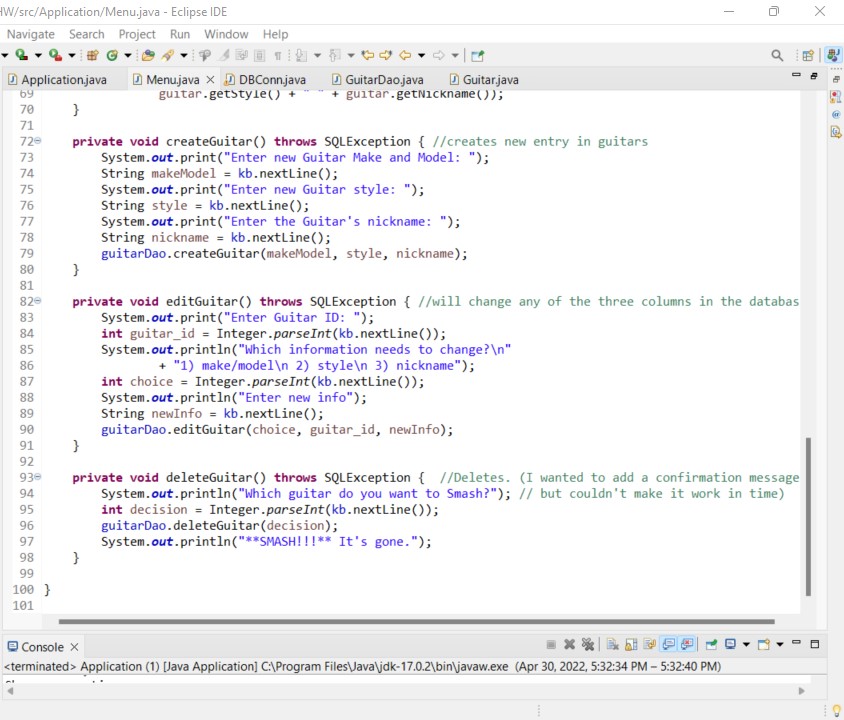 HW/src/Application/Menu.java - Eclipse IDE
Navigate Search Project Run Window Help
Application.java Menu.java DBConn.java GuitarDao.java Guitar.java
69 guitar.getStyle() + " " + guitar.getNickname());
70 }
71
72 private void createGuitar() throws SQLException { //creates new entry in guitars
73 System.out.print("Enter new Guitar Make and Model: ");
74 String makeModel = kb.nextLine();
75 System.out.print("Enter new Guitar style: ");
76 String style = kb.nextLine();
77 System.out.print("Enter the Guitar's nickname: ");
78 String nickname = kb.nextLine();
79 guitarDao.createGuitar(makeModel, style, nickname);
80 }
81
82 private void editGuitar() throws SQLException { //will change any of the three columns in the databas
83 System.out.print("Enter Guitar ID: ");
84 int guitar_id = Integer.parseInt(kb.nextLine());
85 System.out.println("Which information needs to change?\n"
86 + "1) make/model\n 2) style\n 3) nickname");
87 int choice = Integer.parseInt(kb.nextLine());
88 System.out.println("Enter new info");
89 String newInfo = kb.nextLine();
90 guitarDao.editGuitar(choice, guitar_id, newInfo);
91 }
92
93 private void deleteGuitar() throws SQLException { //Deletes. (I wanted to add a confirmation message
94 System.out.println("Which guitar do you want to Smash?"); // but couldn't make it work in time)
95 int decision = Integer.parseInt(kb.nextLine());
96 guitarDao.deleteGuitar(decision);
97 System.out.println("**SMASH!!!** It's gone.");
98 }
99
100 }
101
Console
<terminated> Application (1) [Java Application] C:\Program Files\Java\jdk-17.0.2\bin\javaw.exe (Apr 30, 2022, 5:32:34 PM – 5:32:40 PM)